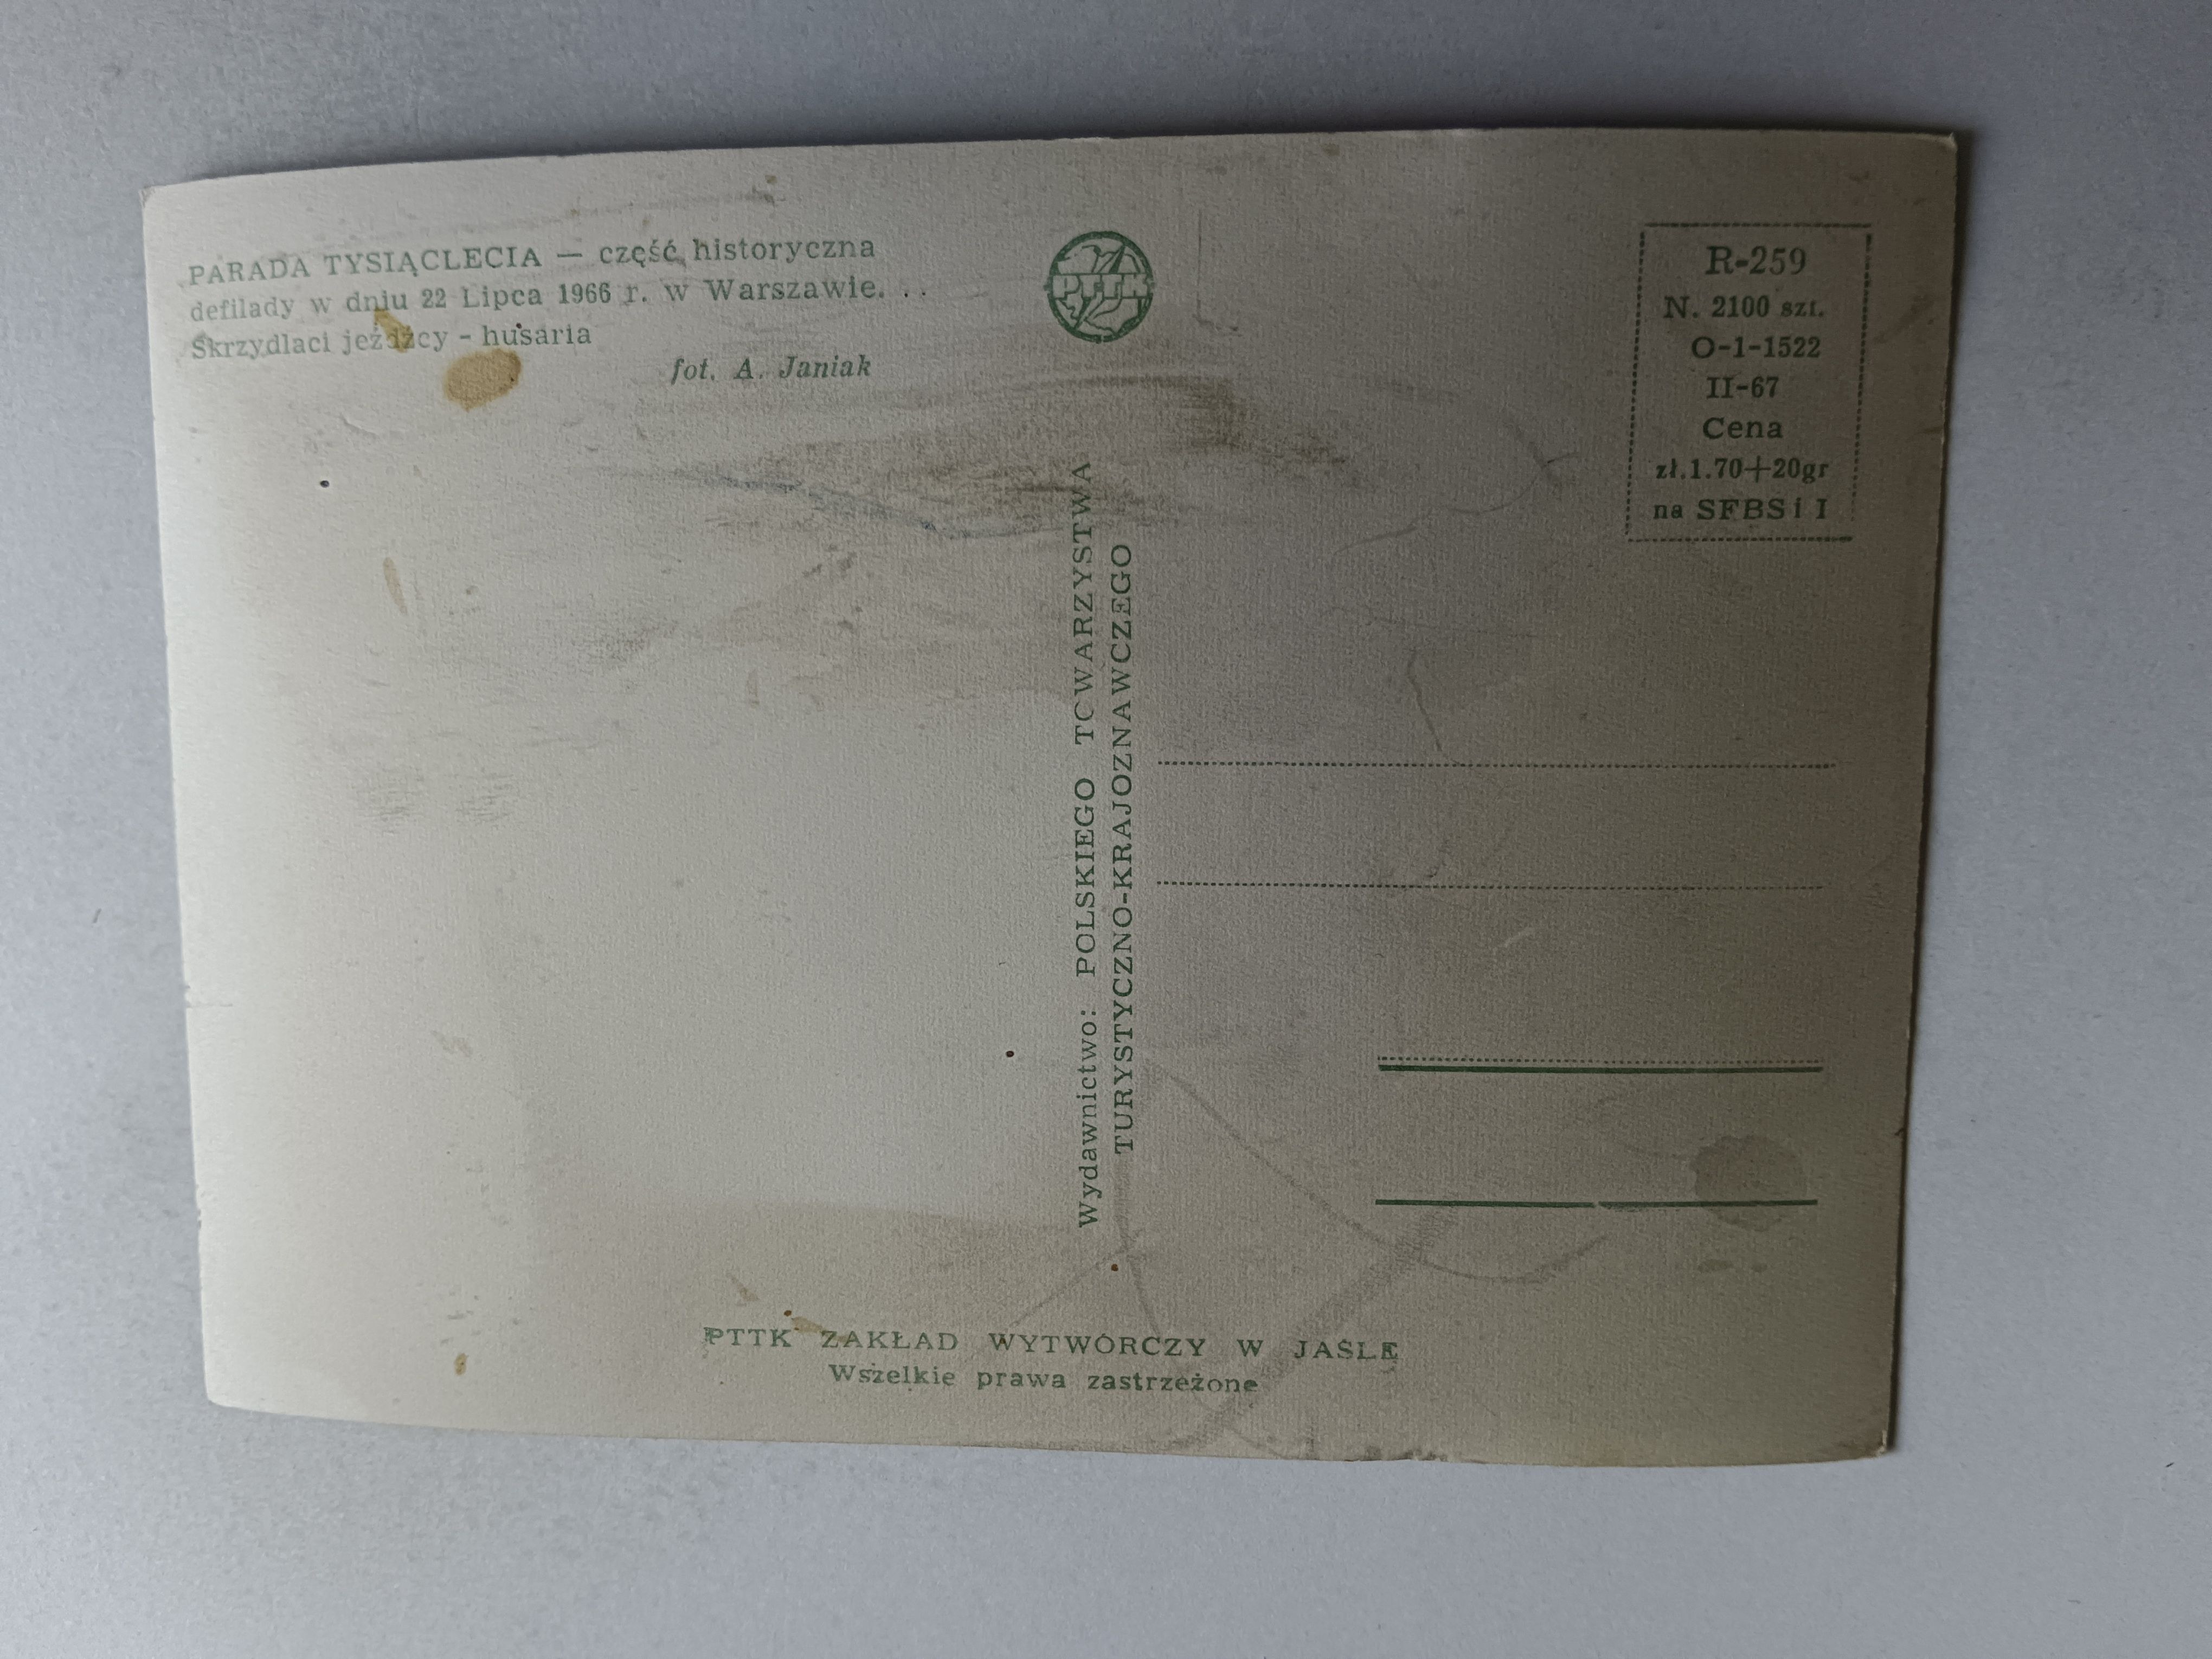 PARADA TYSIĄCLECIA — część historyczna
defilady w dniu 22 Lipca 1966 r. w Warszawie. . .
Skrzydlaci jeźdźcy - husaria
fot. A. Janiak
PTTK
R-259
N. 2100 szt.
O-1-1522
II-67
Cena
zł.1.70+20gr
na SFBS i I
Wydawnictwo: POLSKIEGO TCWARZYSTWA
TURYSTYCZNO-KRAJOZNAWCZEGO
PTTK ZAKŁAD WYTWÓRCZY W JAŚLE
Wszelkie prawa zastrzeżone